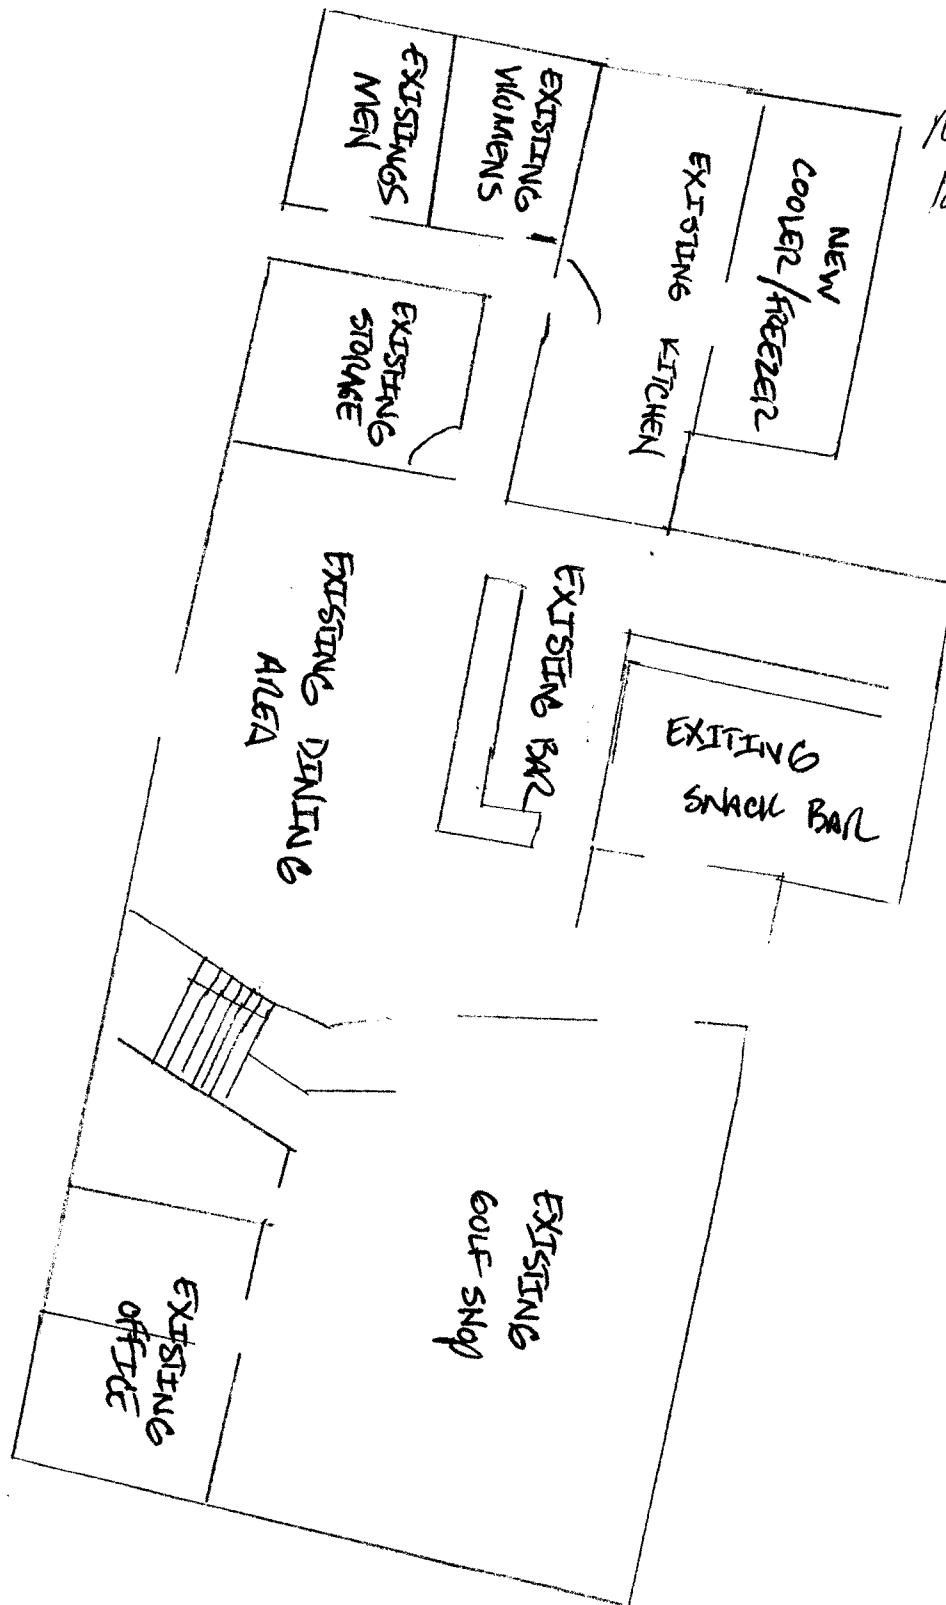 EXISTINGS
MEN
EXISTING
WOMENS
EXISTING KITCHEN
NEW
COOLER/FREEZER
EXISTING
STORAGE
EXISTING DINING
AREA
EXISTING BAR
EXITING
SNACK BAR
EXISTING
GOLF SHOP
EXISTING
OFFICE